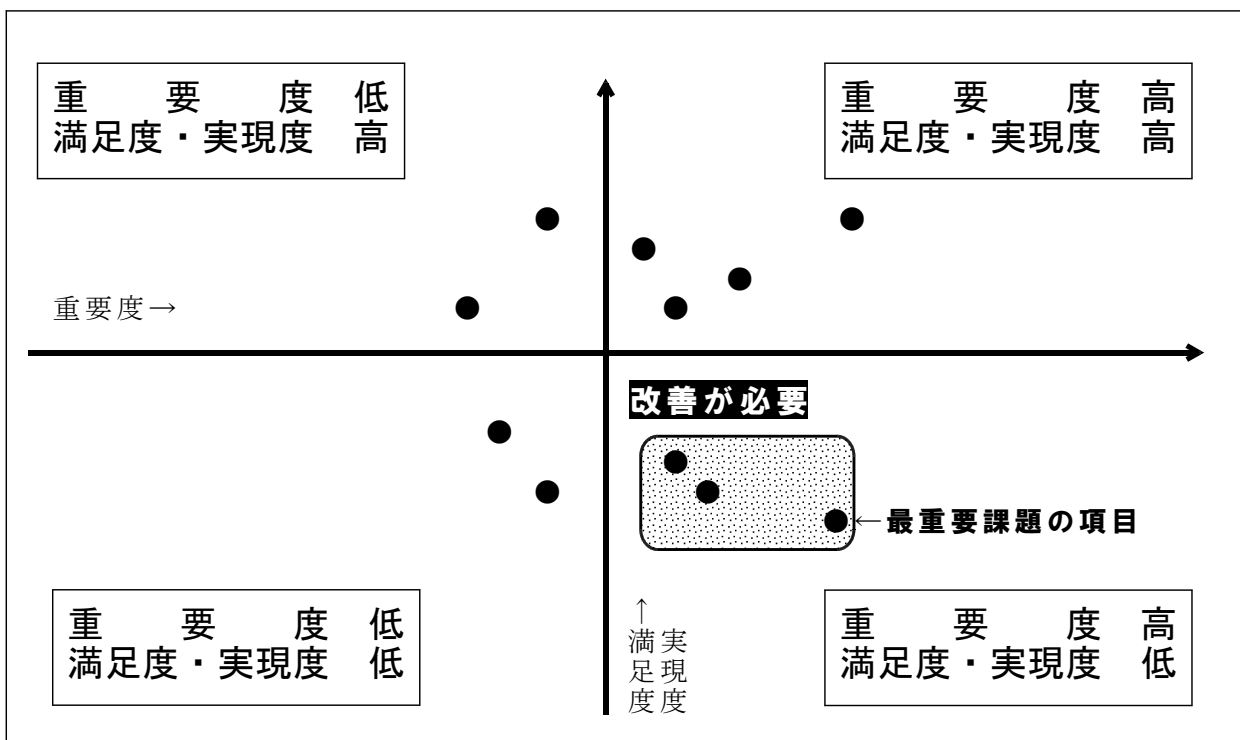 重要度 低
満足度・実現度 高
重要度 高
満足度・実現度 高
重要度→
改善が必要
←最重要課題の項目
重要度 低
満足度・実現度 低
↑
満足度
実現度
重要度 高
満足度・実現度 低